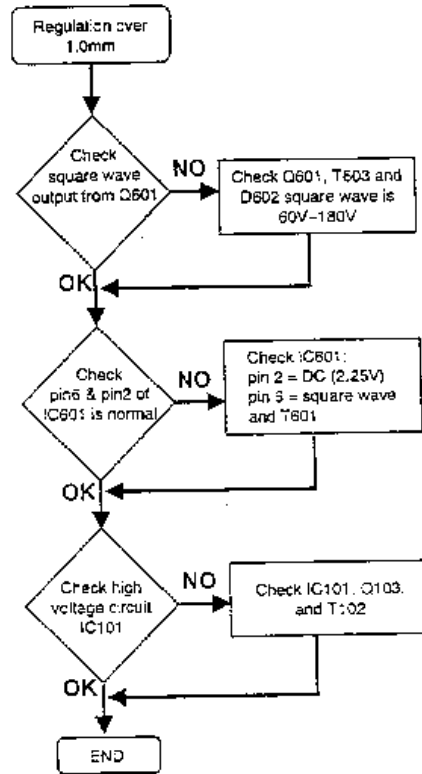 Regulation over
1.0mm
Check
square wave
output from Q601
NO
Check Q601, T503 and
D602 square wave is
60V~180V
OK
Check
pin6 & pin2 of
IC601 is normal
NO
Check IC601:
pin 2 = DC (2.25V)
pin 6 = square wave
and T601
OK
Check high
voltage circuit
IC101
NO
Check IC101, Q103,
and T102
OK
END